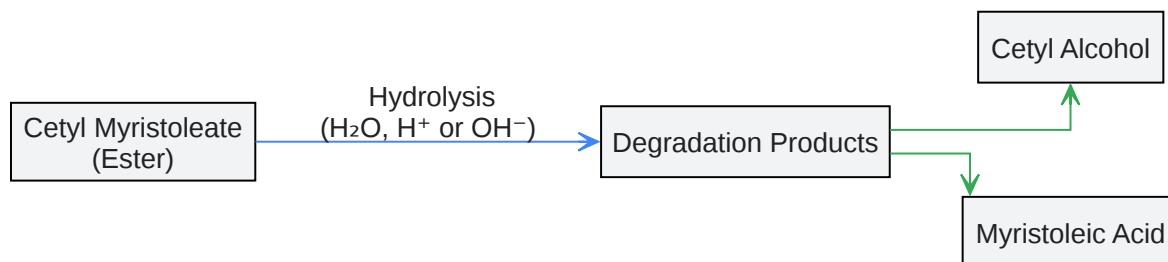 Cetyl Alcohol
Hydrolysis
(H₂O, H⁺ or OH⁻)
Cetyl Myristoleate
(Ester)
Degradation Products
Myristoleic Acid